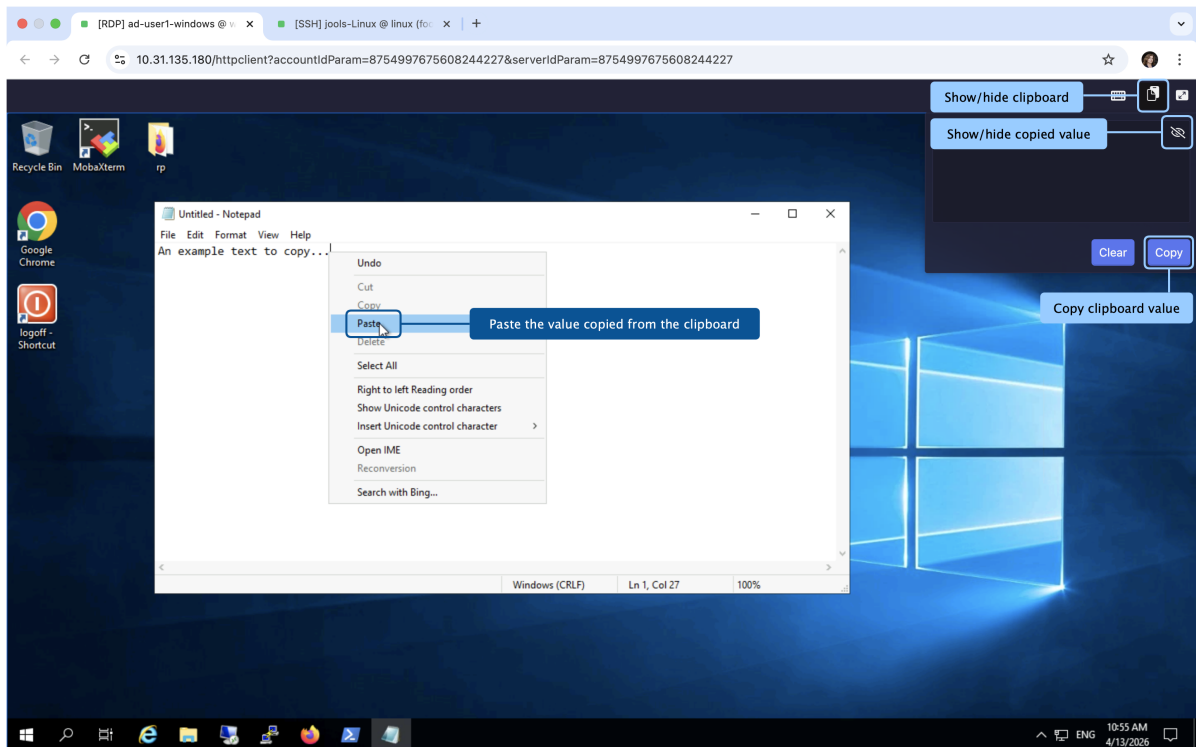 [RDP] ad-user1-windows @ w
[SSH] jools-Linux @ linux (foo
10.31.135.180/httpclient?accountIdParam=8754997675608244227&serverIdParam=8754997675608244227
Show/hide clipboard
Show/hide copied value
Recycle Bin
MobaXterm
rp
Google
Chrome
logoff -
Shortcut
Untitled - Notepad
File Edit Format View Help
An example text to copy...
Undo
Cut
Copy
Paste
Delete
Select All
Right to left Reading order
Show Unicode control characters
Insert Unicode control character
Open IME
Reconversion
Search with Bing...
Paste the value copied from the clipboard
Clear
Copy
Copy clipboard value
Windows (CRLF)
Ln 1, Col 27
100%
ENG
10:55 AM
4/13/2026